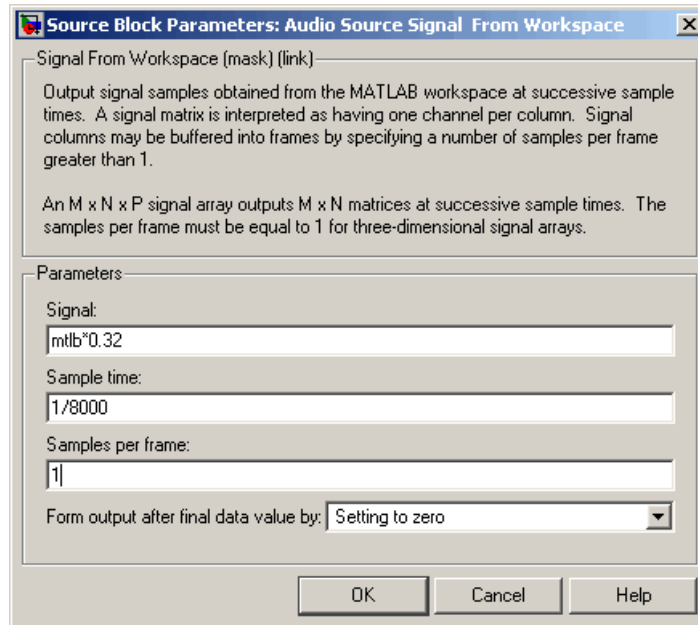 Source Block Parameters: Audio Source Signal From Workspace
Signal From Workspace (mask) (link)
Output signal samples obtained from the MATLAB workspace at successive sample
times. A signal matrix is interpreted as having one channel per column. Signal
columns may be buffered into frames by specifying a number of samples per frame
greater than 1.
An M x N x P signal array outputs M x N matrices at successive sample times. The
samples per frame must be equal to 1 for three-dimensional signal arrays.
Parameters
Signal:
mtlb*0.32
Sample time:
1/8000
Samples per frame:
1
Form output after final data value by: Setting to zero
OK Cancel Help